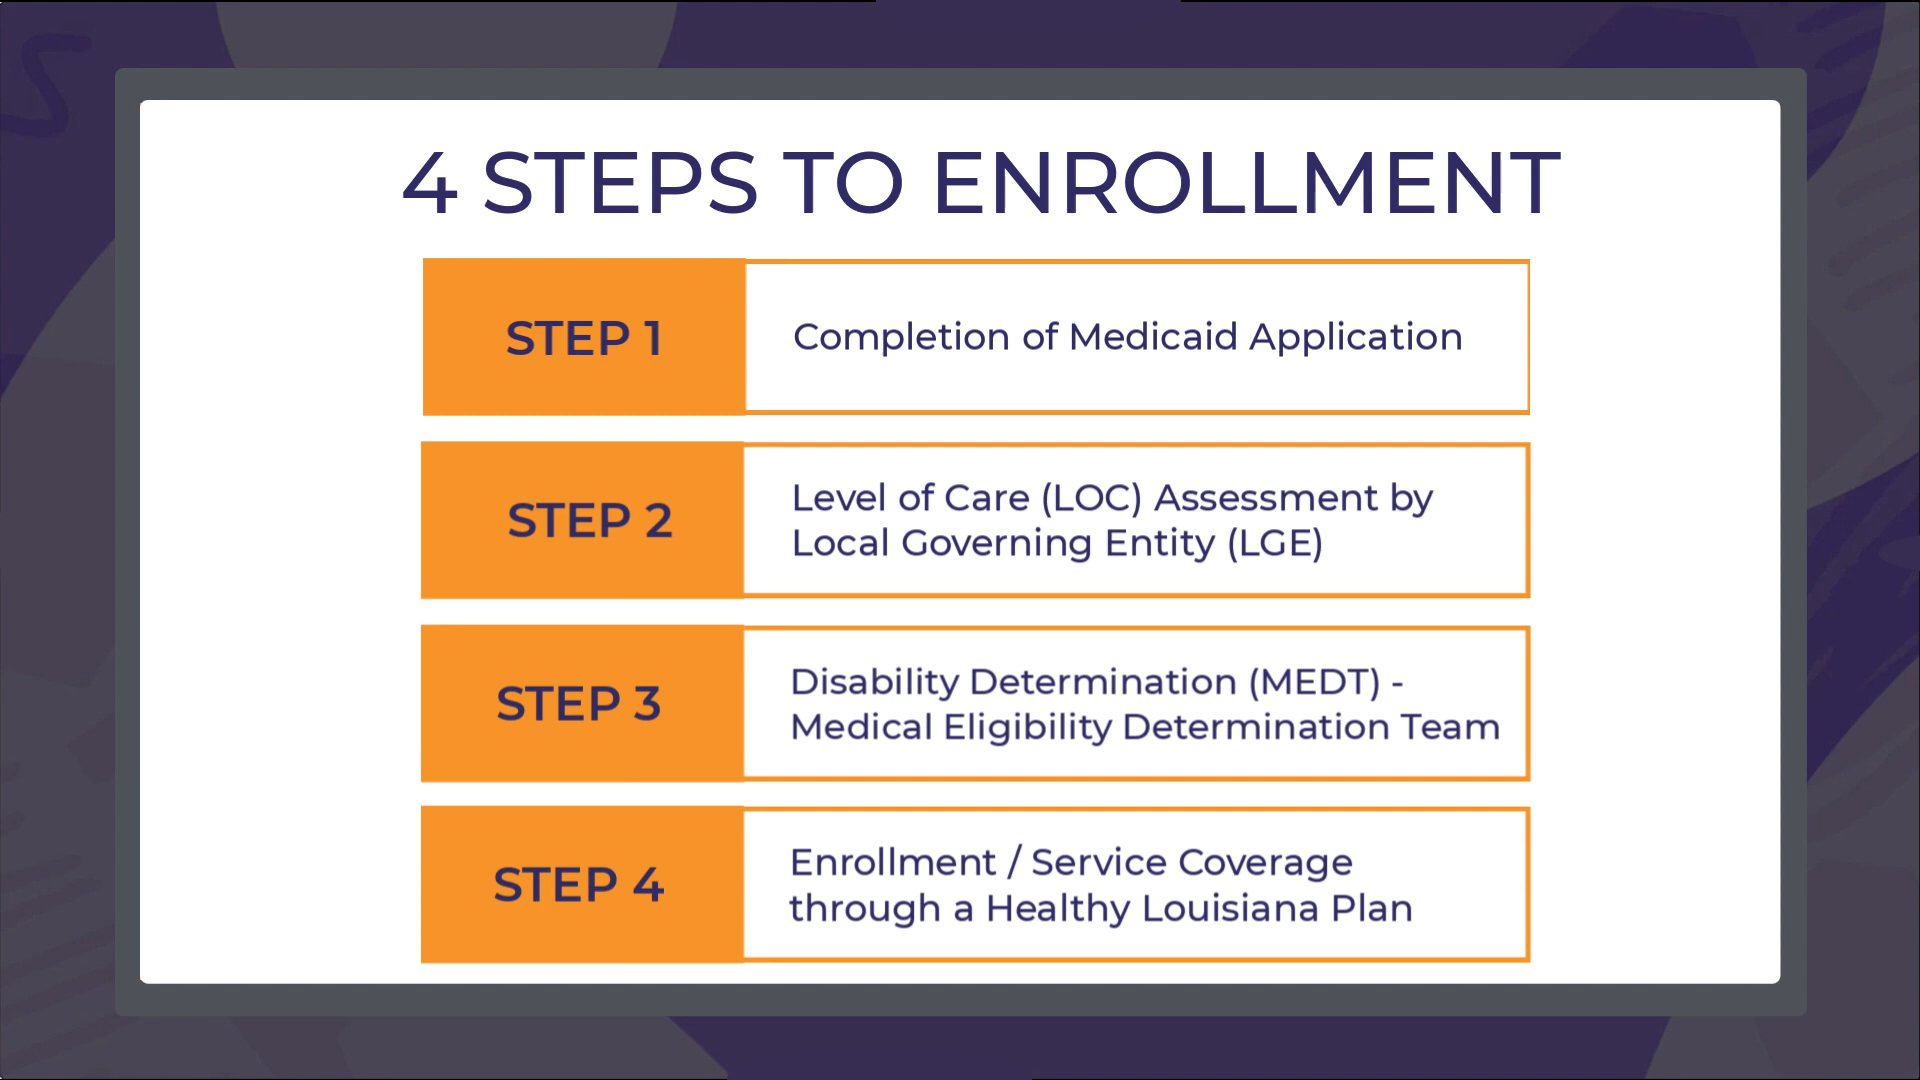 4 STEPS TO ENROLLMENT
STEP 1
Completion of Medicaid Application
STEP 2
Level of Care (LOC) Assessment by
Local Governing Entity (LGE)
STEP 3
Disability Determination (MEDT) -
Medical Eligibility Determination Team
STEP 4
Enrollment / Service Coverage
through a Healthy Louisiana Plan